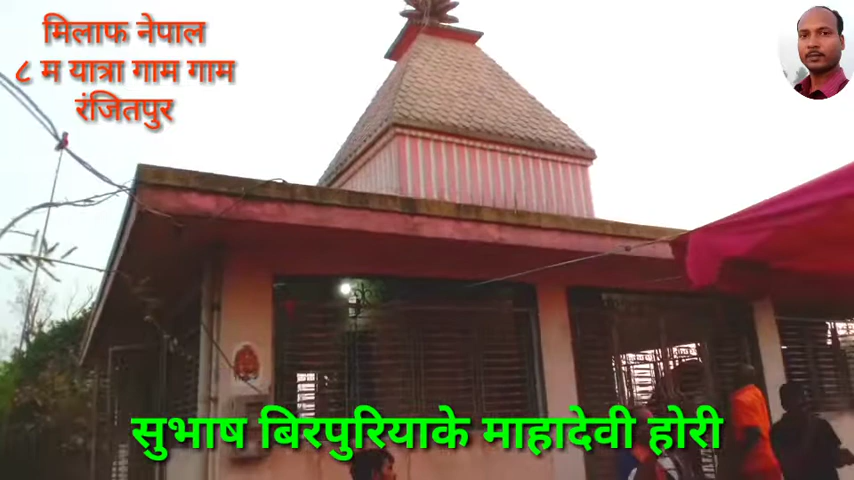 मिलाफ नेपाल
८ म यात्रा गाम गाम
रंजितपुर
सुभाष बिरपुरियाके माहादेवी होरी